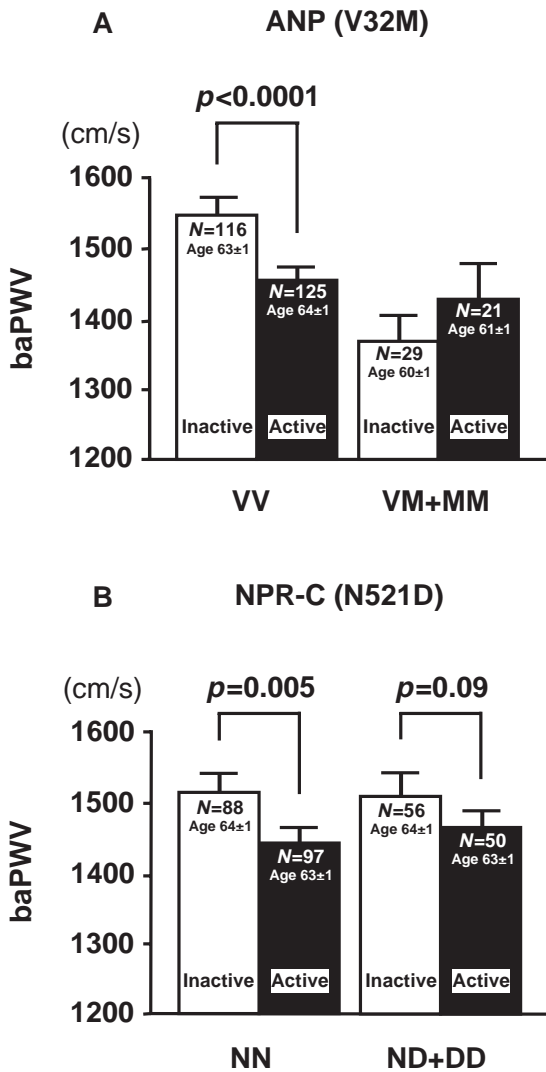 A ANP (V32M)
p<0.0001
(cm/s)
1600
1500
1400
1300
1200
baPWV
N=116
Age 63±1
N=125
Age 64±1
N=29
Age 60±1
N=21
Age 61±1
Inactive Active Inactive Active
VV VM+MM
B NPR-C (N521D)
(cm/s)
p=0.005 p=0.09
1600
1500
1400
1300
1200
baPWV
N=88
Age 64±1
N=97
Age 63±1
N=56
Age 64±1
N=50
Age 63±1
Inactive Active Inactive Active
NN ND+DD